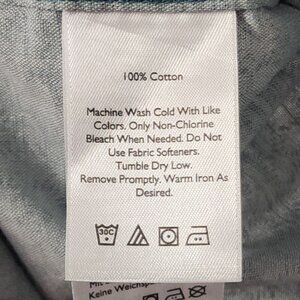 100% Cotton
Machine Wash Cold With Like
Colors. Only Non-Chlorine
Bleach When Needed. Do Not
Use Fabric Softeners.
Tumble Dry Low.
Remove Promptly. Warm Iron As
Desired.
30C
Keine Weichsp